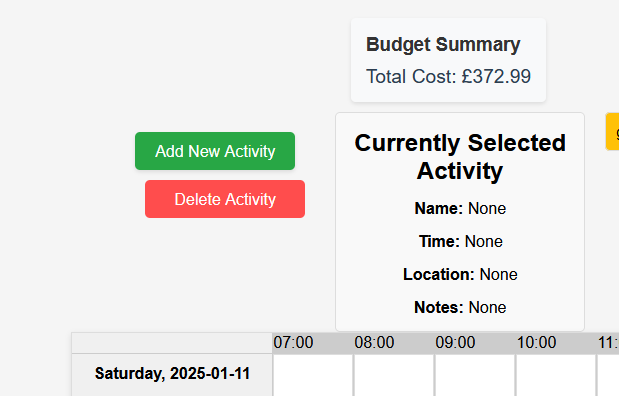 Budget Summary
Total Cost: £372.99
Add New Activity
Delete Activity
Currently Selected
Activity
Name: None
Time: None
Location: None
Notes: None
07:00 08:00 09:00 10:00 11:
Saturday, 2025-01-11